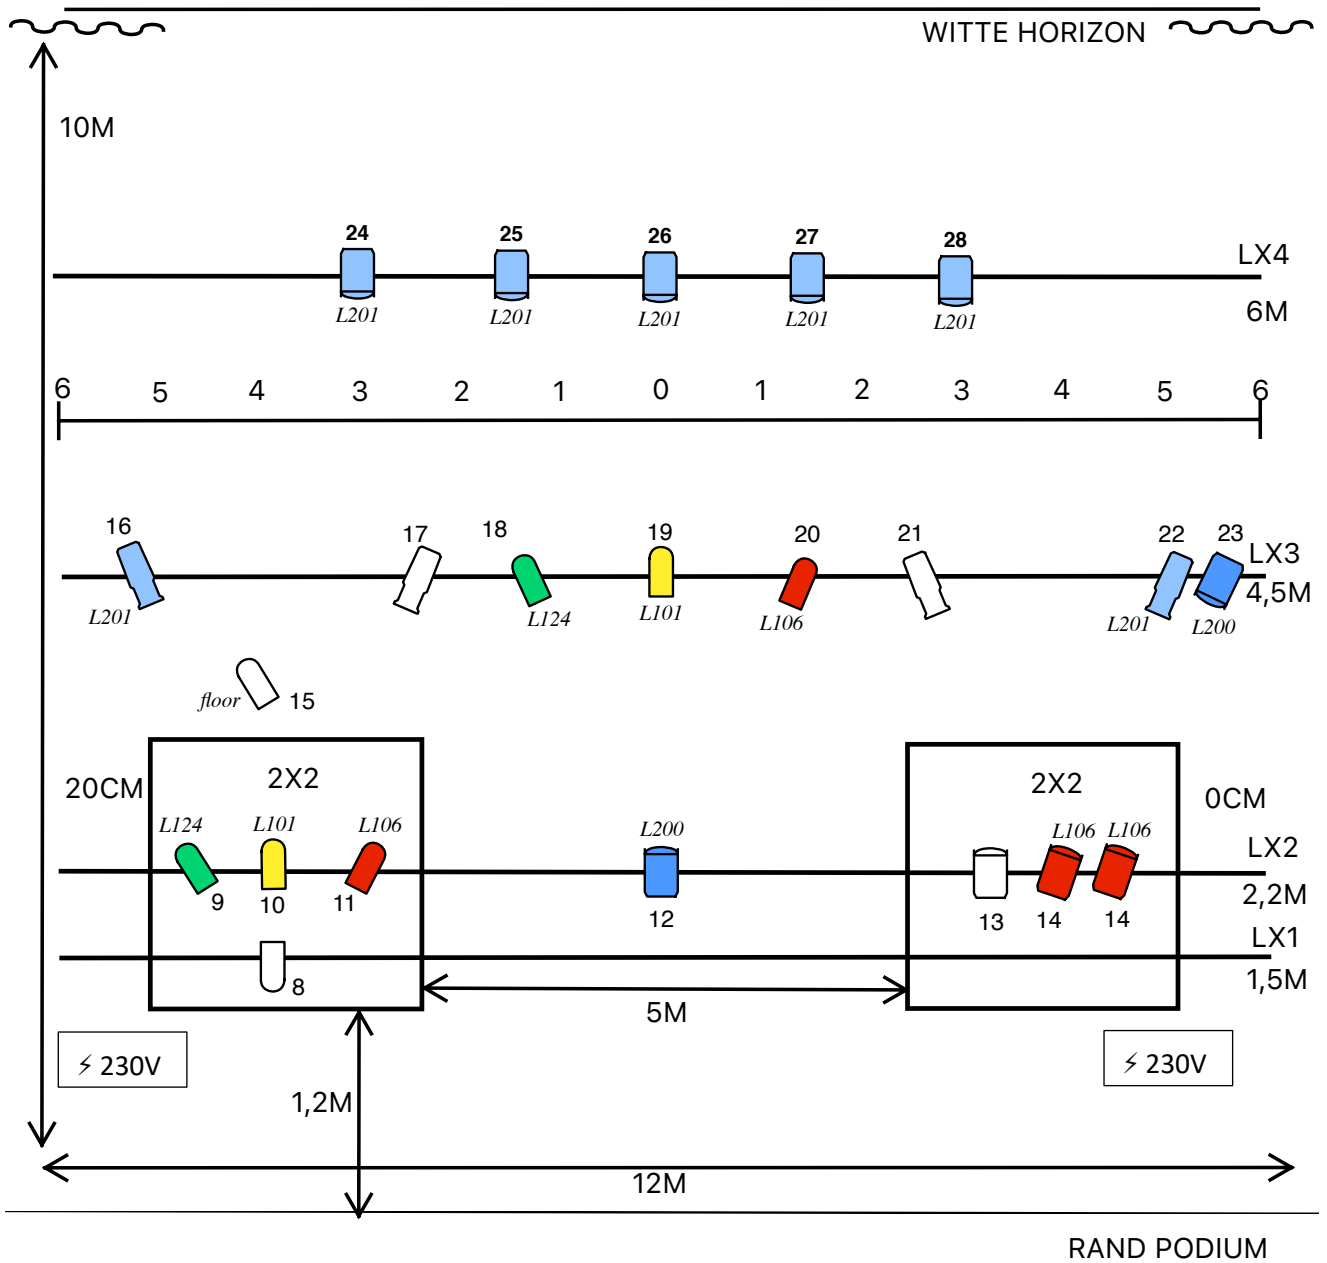 WITTE HORIZON
10M
24 25 26 27 28
LX4
L201 L201 L201 L201 L201
6M
6 5 4 3 2 1 0 1 2 3 4 5 6
16 17 18 19 20 21 22 23
LX3
4,5M
L201 L124 L101 L106 L201 L200
floor 15
20CM 2X2 2X2 0CM
L124 L101 L106 L200 L106 L106
LX2
2,2M
9 10 11 12 13 14 14
LX1
1,5M
8
5M
⚡ 230V ⚡ 230V
1,2M
12M
RAND PODIUM